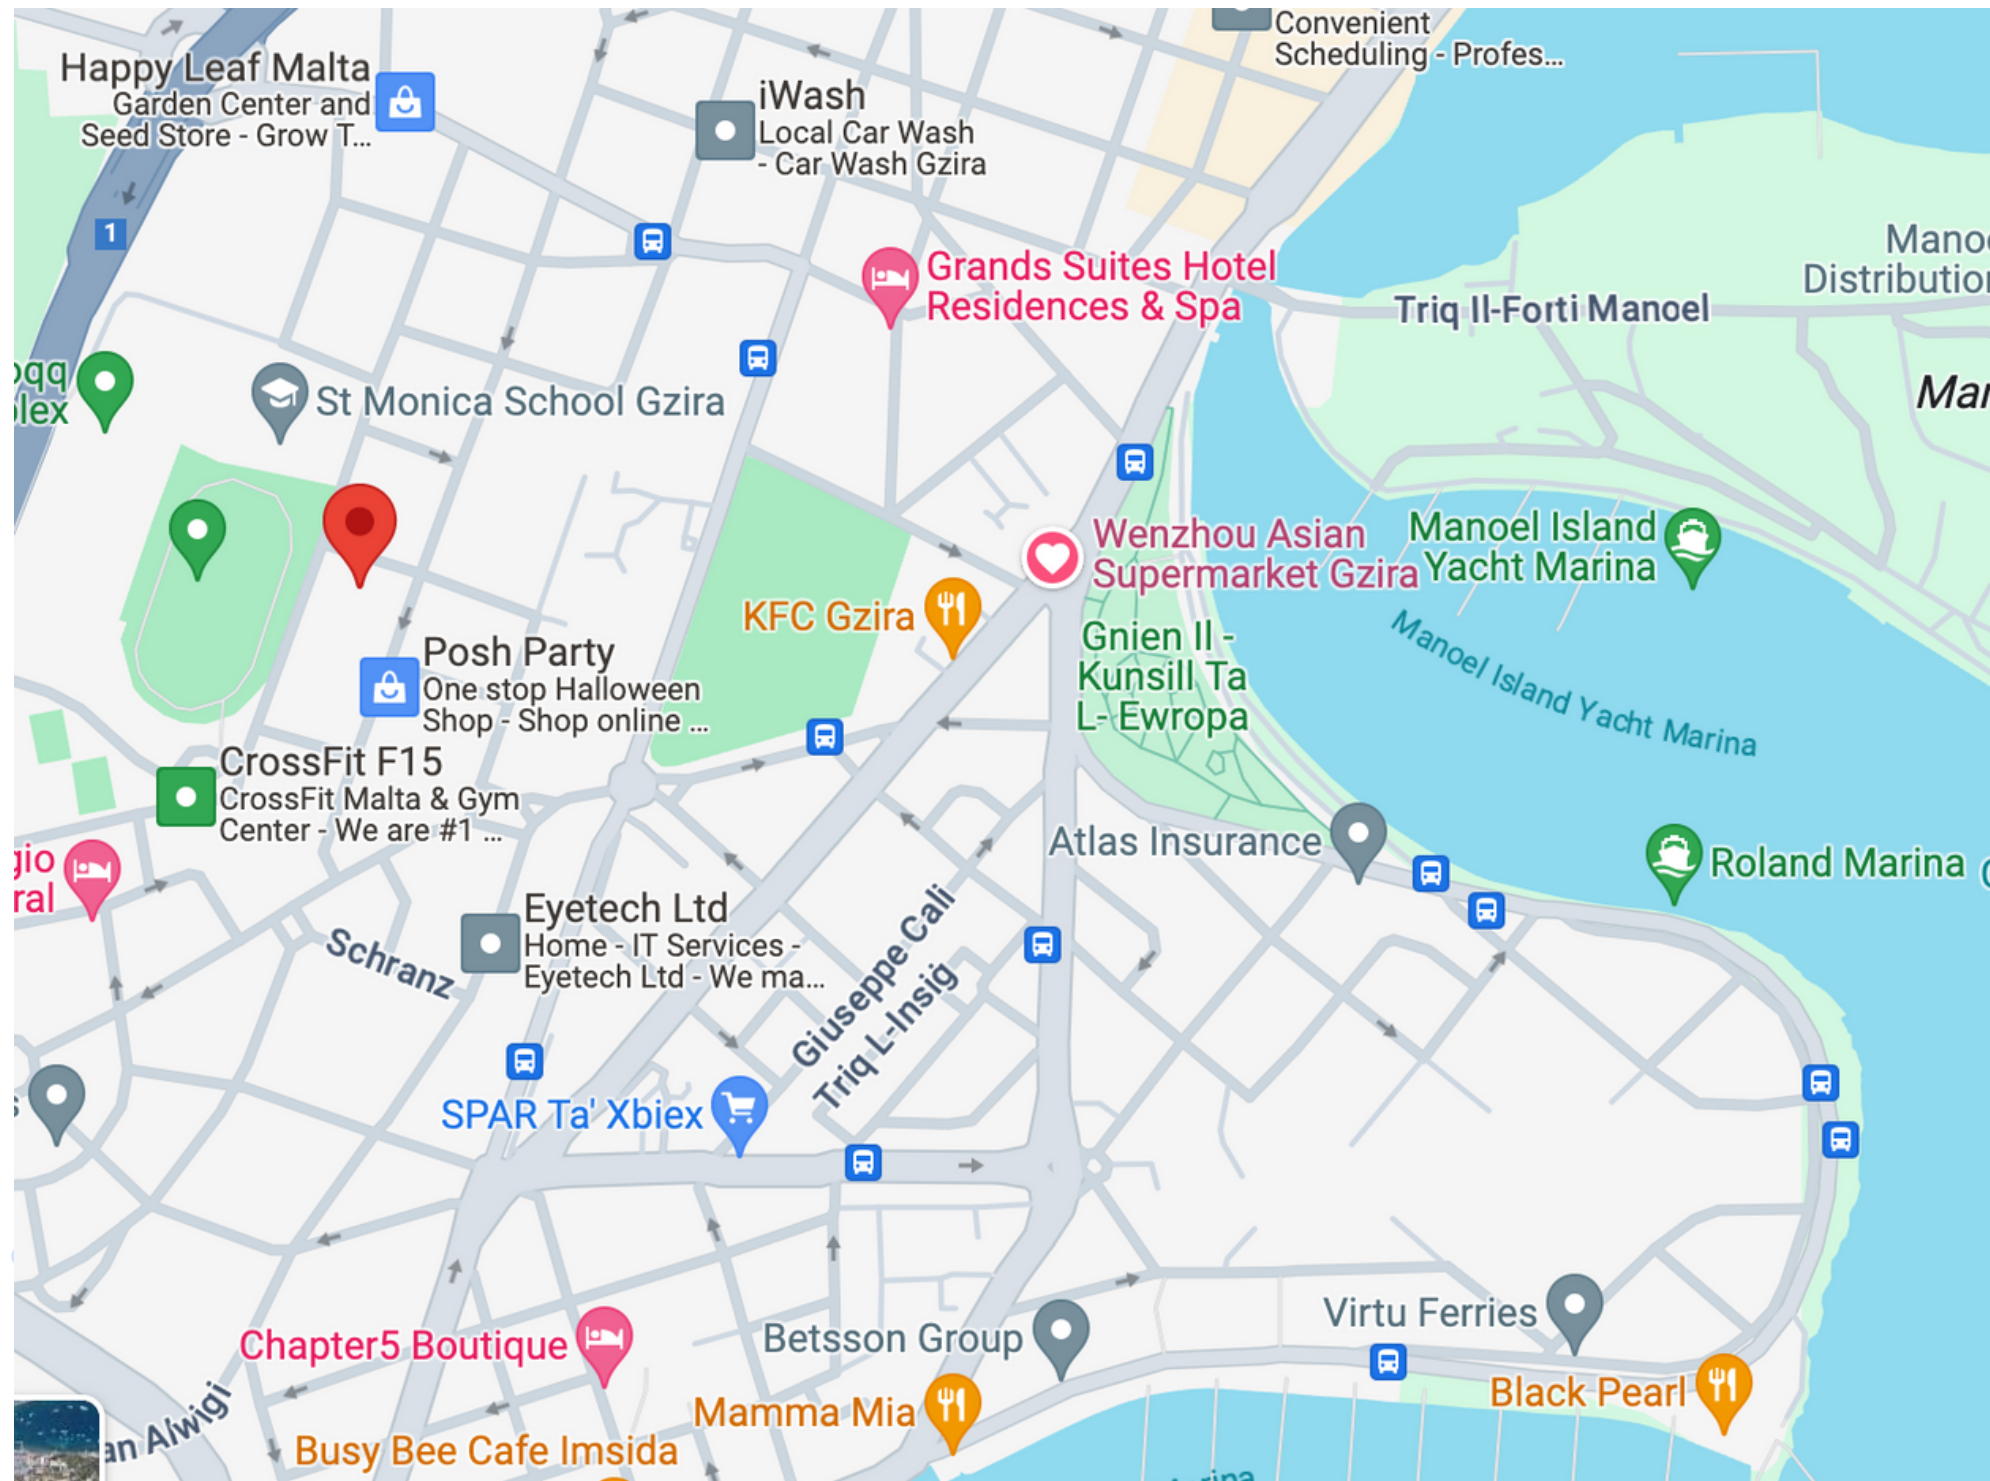 Convenient
Scheduling - Profes...
Happy Leaf Malta
Garden Center and
Seed Store - Grow T...
iWash
Local Car Wash
- Car Wash Gzira
1
Grands Suites Hotel
Residences & Spa
Triq Il-Forti Manoel
Mano
Distribution
St Monica School Gzira
Mar
Wenzhou Asian
Supermarket Gzira
Manoel Island
Yacht Marina
KFC Gzira
Gnien Il -
Kunsill Ta
L- Ewropa
Manoel Island Yacht Marina
Posh Party
One stop Halloween
Shop - Shop online ...
CrossFit F15
CrossFit Malta & Gym
Center - We are #1 ...
Atlas Insurance
Roland Marina
Eyetech Ltd
Home - IT Services -
Eyetech Ltd - We ma...
Schranz
Giuseppe Cali
Triq L-Insiġ
SPAR Ta' Xbiex
Virtu Ferries
Betsson Group
Chapter5 Boutique
Black Pearl
Mamma Mia
an Alwigi
Busy Bee Cafe Imsida